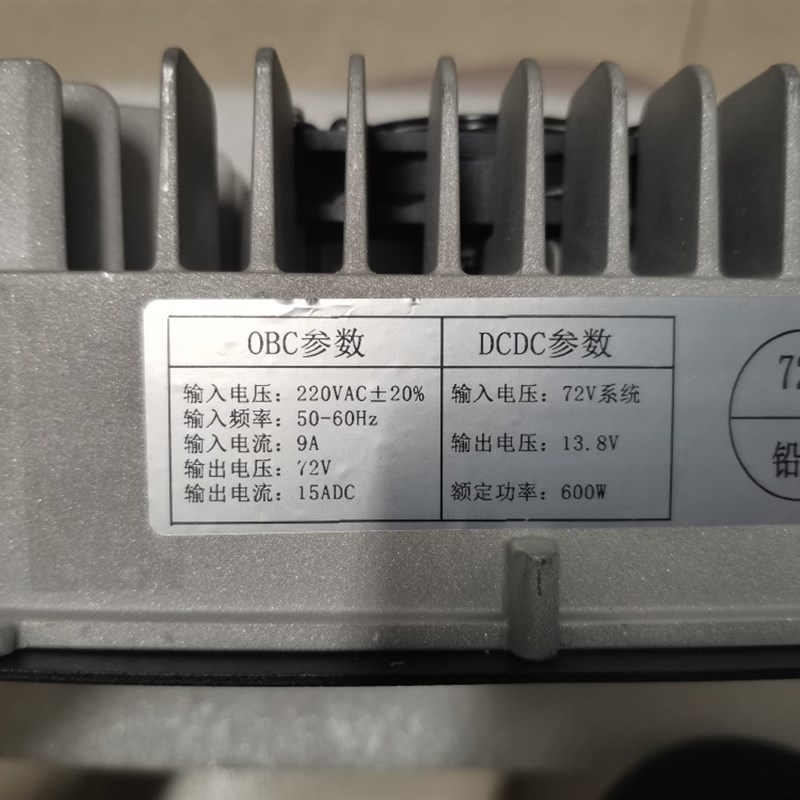 OBC参数
输入电压：220VAC±20%
输入频率：50-60Hz
输入电流：9A
输出电压：72V
输出电流：15ADC
DCDC参数
输入电压：72V系统
输出电压：13.8V
额定功率：600W
72
铅